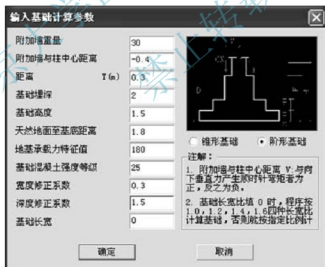 输入基础计算参数
附加墙重量 30
附加墙与柱中心距离 -0.4
距离 T(m) 0.3
基础埋深 2
基础高度 1.5
天然地面至基底距离 1.8
地基承载力特征值 180
基础混凝土强度等级 25
宽度修正系数 0.3
深度修正系数 1.5
基础长宽 0
锥形基础 阶形基础
注解:
1. 附加墙与柱中心距离 Y:与向
下垂直力产生顺时针弯矩者为
正,反之为负。
2. 基础长宽比填 0 时,程序按
1.0,1.2,1.4,1.6四种长宽比
计算基础,否则就按指定比例计
确定 取消